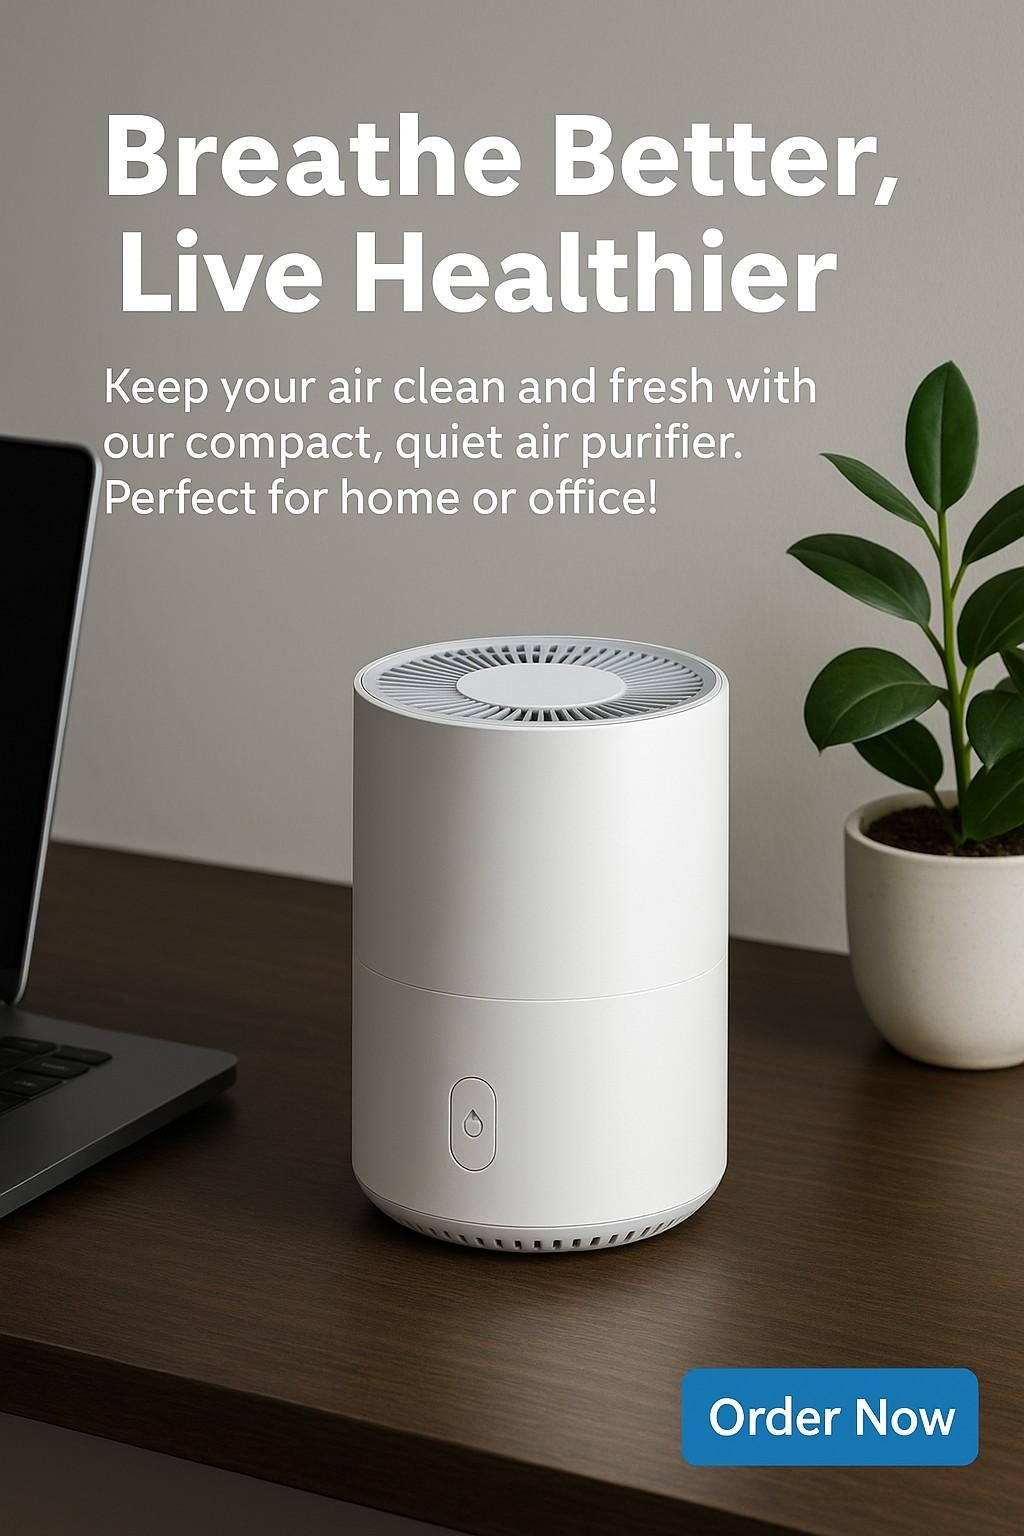 Breathe Better,
Live Healthier
Keep your air clean and fresh with
our compact, quiet air purifier.
Perfect for home or office!
Order Now